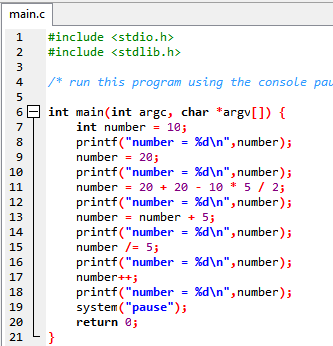 main.c
1 #include <stdio.h>
2 #include <stdlib.h>
3
4 /* run this program using the console pau
5
6 int main(int argc, char *argv[]) {
7 int number = 10;
8 printf("number = %d\n",number);
9 number = 20;
10 printf("number = %d\n",number);
11 number = 20 + 20 - 10 * 5 / 2;
12 printf("number = %d\n",number);
13 number = number + 5;
14 printf("number = %d\n",number);
15 number /= 5;
16 printf("number = %d\n",number);
17 number++;
18 printf("number = %d\n",number);
19 system("pause");
20 return 0;
21 }